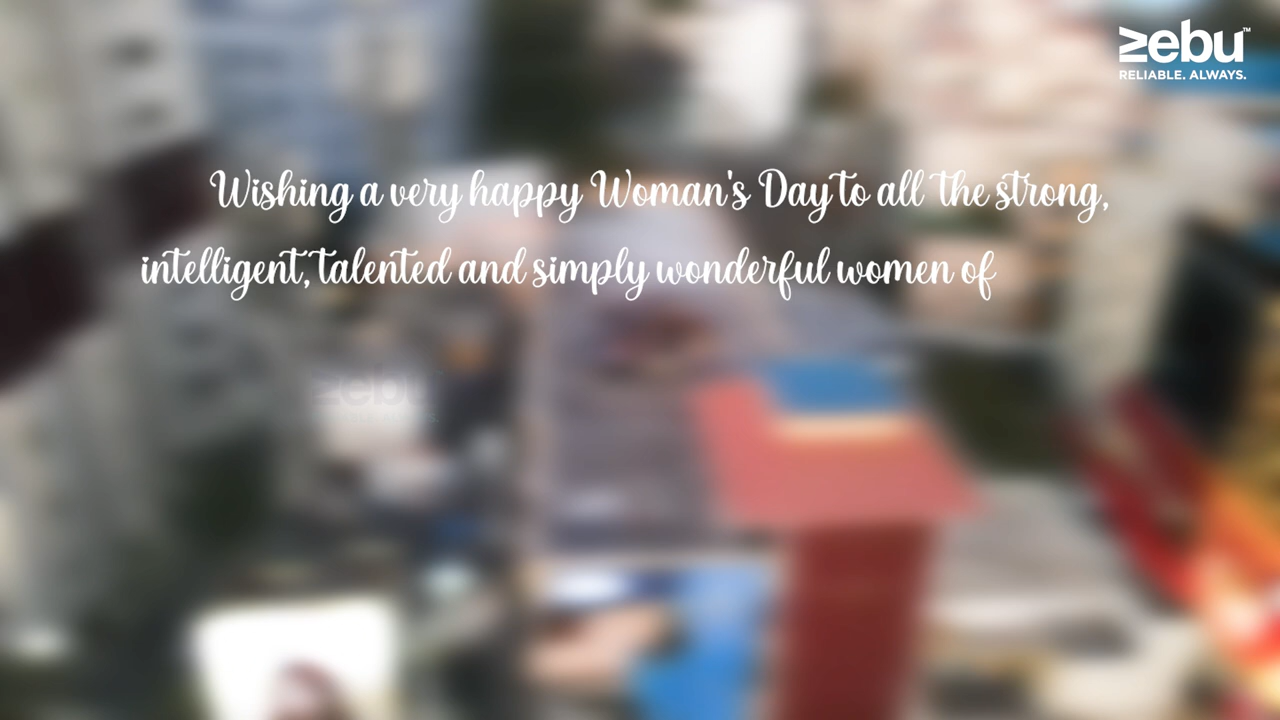 zebu™
RELIABLE. ALWAYS.
Wishing a very happy Woman's Day to all the strong,
intelligent, talented and simply wonderful women of
zebu